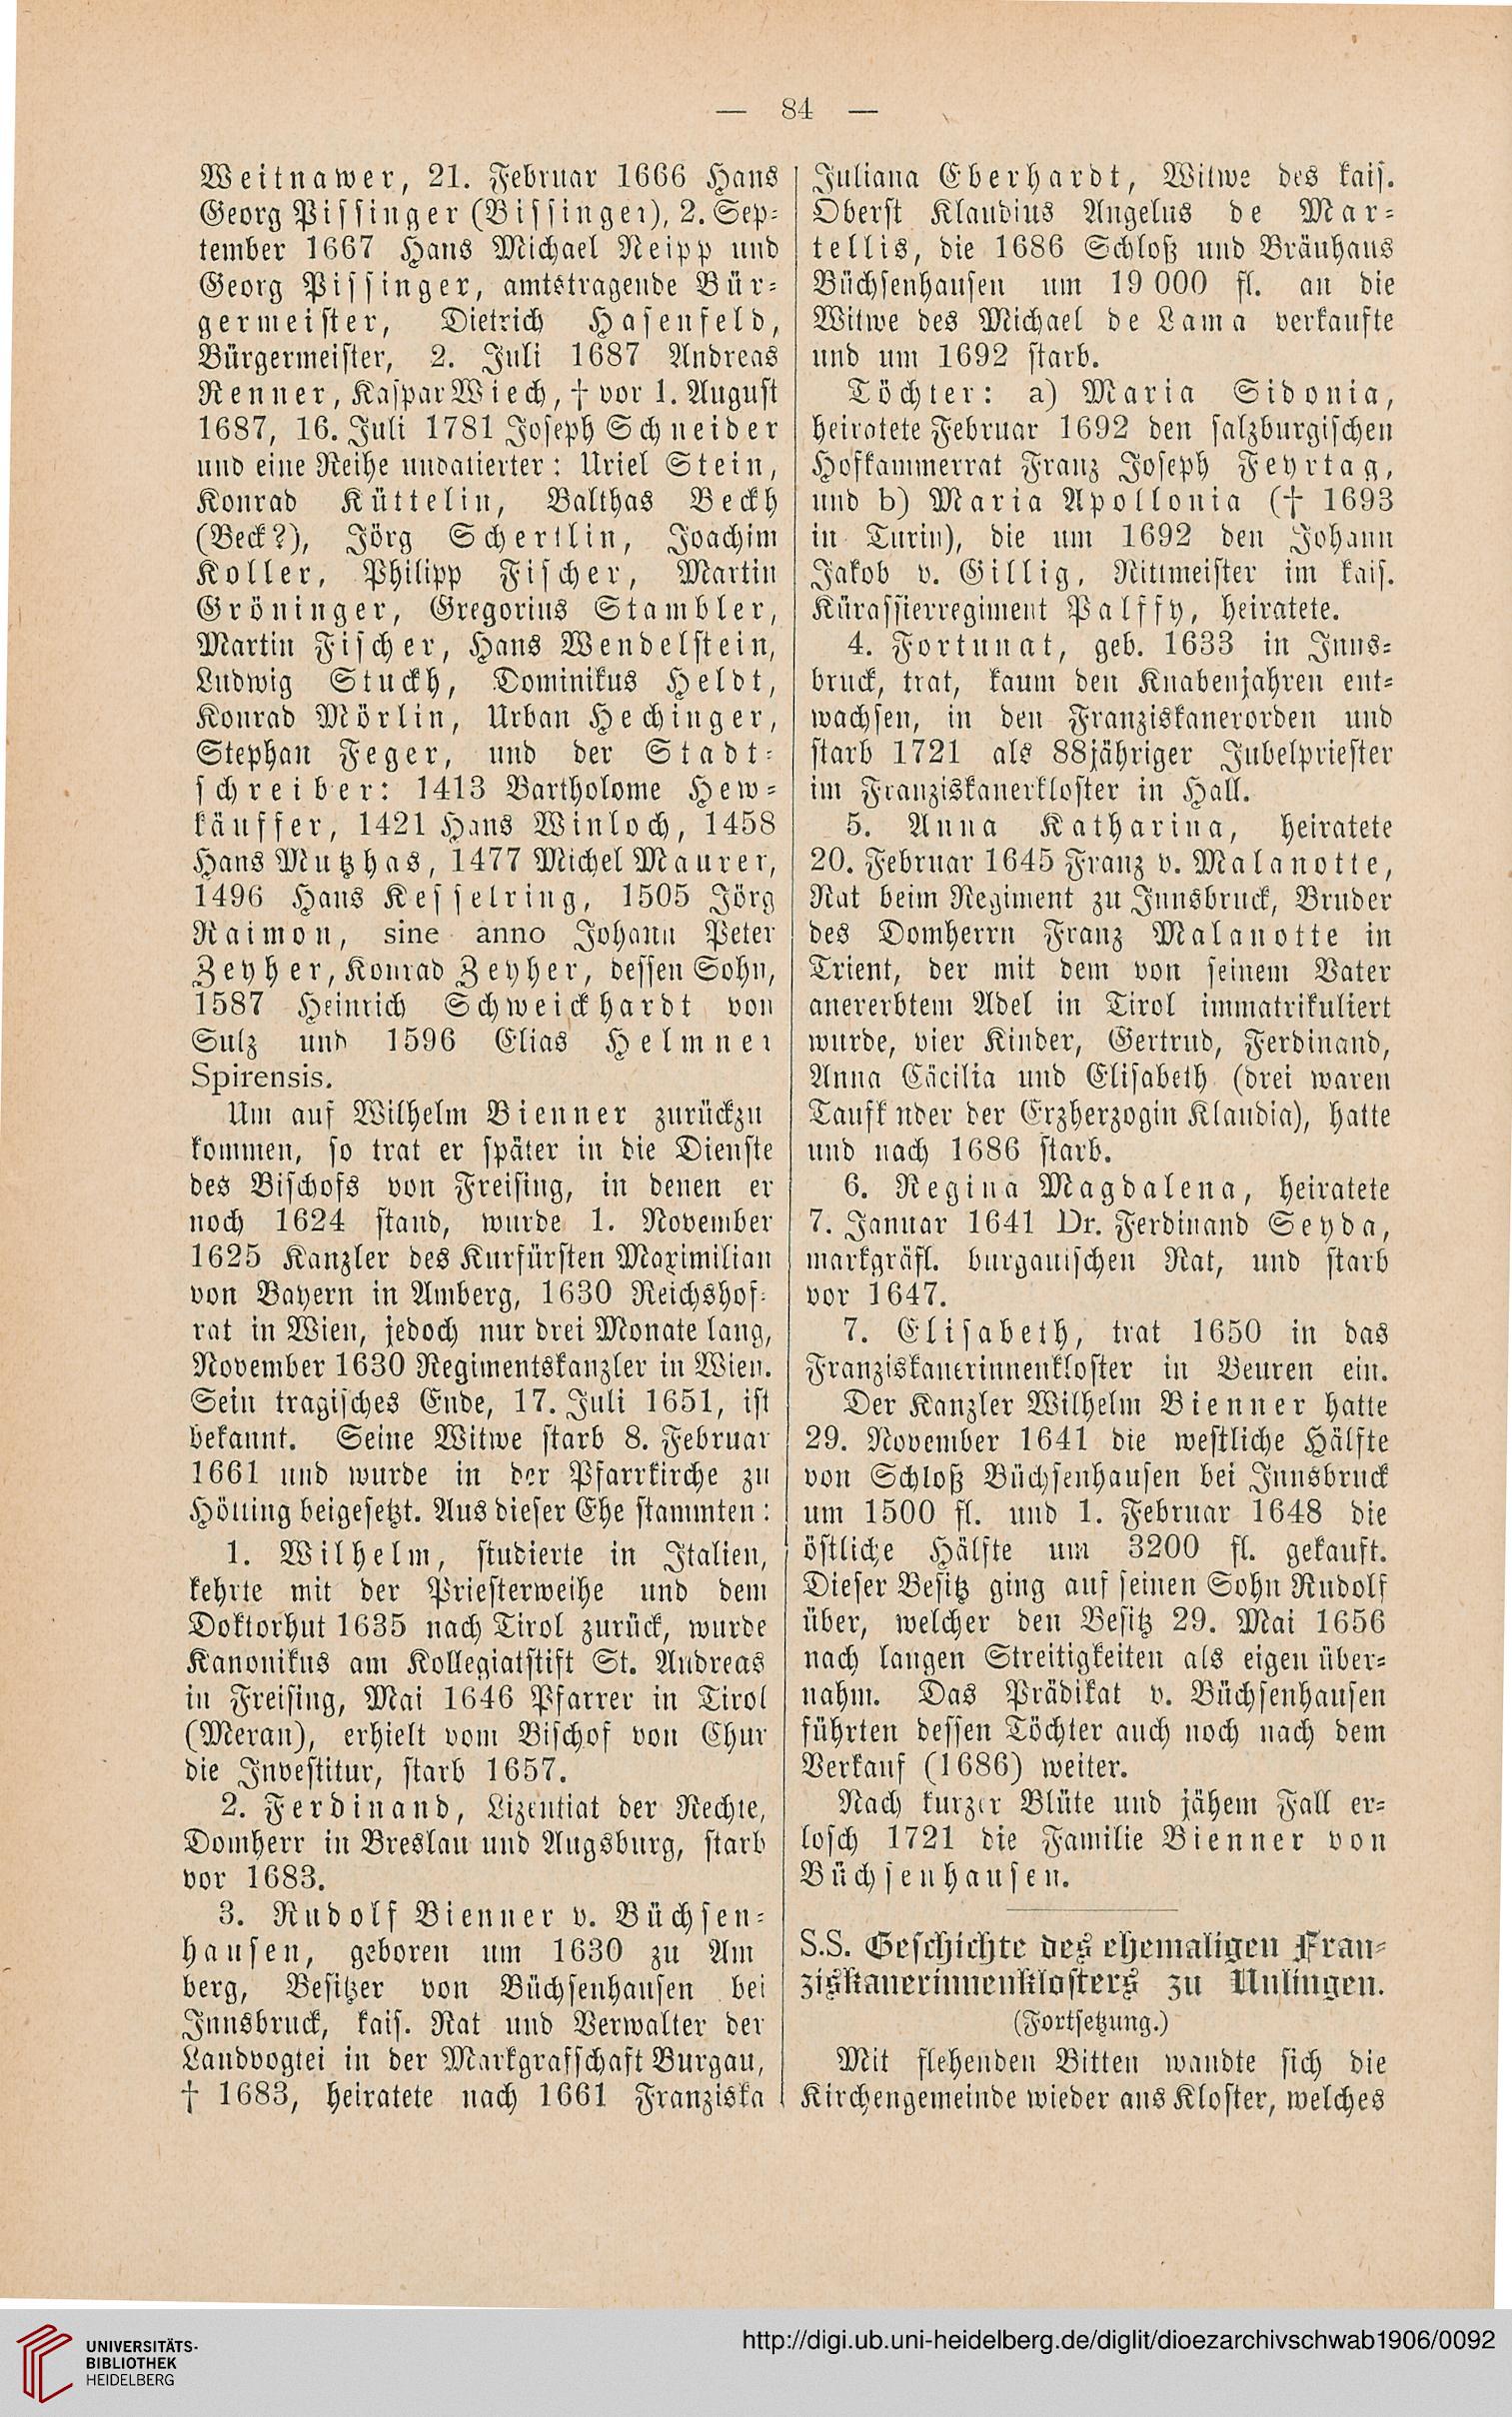 — 84 —
Weitnawer, 21. Februar 1666 Hans
Georg Pissinger (Bissinger), 2. Sep-
tember 1667 Hans Michael Neipp und
Georg Pissinger, amtstragende Bür-
germeister, Dietrich Hasenfeld,
Bürgermeister, 2. Juli 1687 Andreas
Renner, Kaspar Wiech, † vor 1. August
1687, 16. Juli 1781 Joseph Schneider
und eine Reihe undatierter: Uriel Stein,
Konrad Küttelin, Balthas Beckh
(Beck?), Jörg Schertlin, Joachim
Koller, Philipp Fischer, Martin
Gröninger, Gregorius Stambler,
Martin Fischer, Hans Wendelstein,
Ludwig Stuckh, Dominikus Heldt,
Konrad Mörlin, Urban Hechinger,
Stephan Feger, und der Stadt-
schreiber: 1413 Bartholome Hew-
käuffer, 1421 Hans Winloch, 1458
Hans Mutzhas, 1477 Michel Maurer,
1496 Hans Kesselring, 1505 Jörg
Raimon, sine anno Johann Peter
Zeyher, Konrad Zeyher, dessen Sohn,
1587 Heinrich Schweickhardt von
Sulz und 1596 Elias Helmner
Spirensis.
Um auf Wilhelm Bienner zurückzu
kommen, so trat er später in die Dienste
des Bischofs von Freising, in denen er
noch 1624 stand, wurde 1. November
1625 Kanzler des Kurfürsten Maximilian
von Bayern in Amberg, 1630 Reichshof-
rat in Wien, jedoch nur drei Monate lang,
November 1630 Regimentskanzler in Wien.
Sein tragisches Ende, 17. Juli 1651, ist
bekannt. Seine Witwe starb 8. Februar
1661 und wurde in der Pfarrkirche zu
Hötting beigesetzt. Aus dieser Ehe stammten:
1. Wilhelm, studierte in Italien,
kehrte mit der Priesterweihe und dem
Doktorhut 1635 nach Tirol zurück, wurde
Kanonikus am Kollegiatstift St. Andreas
in Freising, Mai 1646 Pfarrer in Tirol
(Meran), erhielt vom Bischof von Chur
die Investitur, starb 1657.
2. Ferdinand, Lizentiat der Rechte,
Domherr in Breslau und Augsburg, starb
vor 1683.
3. Rudolf Bienner v. Büchsen-
hausen, geboren um 1630 zu Am
berg, Besitzer von Büchsenhausen bei
Innsbruck, kais. Rat und Verwalter der
Landvogtei in der Markgrafschaft Burgau,
† 1683, heiratete nach 1661 Franziska
Juliana Eberhardt, Witwe des kais.
Oberst Klaudius Angelus de Mar-
tellis, die 1686 Schloß und Bräuhaus
Büchsenhausen um 19 000 fl. an die
Witwe des Michael de Lama verkaufte
und um 1692 starb.
Töchter: a) Maria Sidonia,
heiratete Februar 1692 den salzburgischen
Hofkammerrat Franz Joseph Feyrtag,
und b) Maria Apollonia († 1693
in Turin), die um 1692 den Johann
Jakob v. Gillig, Rittmeister im kais.
Kürassierregiment Palffy, heiratete.
4. Fortunat, geb. 1633 in Inns-
bruck, trat, kaum den Knabenjahren ent-
wachsen, in den Franziskanerorden und
starb 1721 als 88jähriger Jubelpriester
im Franziskanerkloster in Hall.
5. Anna Katharina, heiratete
20. Februar 1645 Franz v. Malanotte,
Rat beim Regiment zu Innsbruck, Bruder
des Domherrn Franz Malanotte in
Trient, der mit dem von seinem Vater
anererbtem Adel in Tirol immatrikuliert
wurde, vier Kinder, Gertrud, Ferdinand,
Anna Cäcilia und Elisabeth (drei waren
Taufk nder der Erzherzogin Klaudia), hatte
und nach 1686 starb.
6. Regina Magdalena, heiratete
7. Januar 1641 Dr. Ferdinand Seyda,
markgräfl. burgauischen Rat, und starb
vor 1647.
7. Elisabeth, trat 1650 in das
Franziskanerinnenkloster in Beuren ein.
Der Kanzler Wilhelm Bienner hatte
29. November 1641 die westliche Hälfte
von Schloß Büchsenhausen bei Innsbruck
um 1500 fl. und 1. Februar 1648 die
östliche Hälfte um 3200 fl. gekauft.
Dieser Besitz ging auf seinen Sohn Rudolf
über, welcher den Besitz 29. Mai 1656
nach langen Streitigkeiten als eigen über-
nahm. Das Prädikat v. Büchsenhausen
führten dessen Töchter auch noch nach dem
Verkauf (1686) weiter.
Nach kurzer Blüte und jähem Fall er-
losch 1721 die Familie Bienner von
Büchsenhausen.
S.S. Geschichte des ehemaligen Fran-
ziskanerinnenklosters zu Unlingen.
(Fortsetzung.)
Mit flehenden Bitten wandte sich die
Kirchengemeinde wieder ans Kloster, welches
UNIVERSITÄTS-
BIBLIOTHEK
HEIDELBERG
http://digi.ub.uni-heidelberg.de/diglit/dioezarchivschwab1906/0092